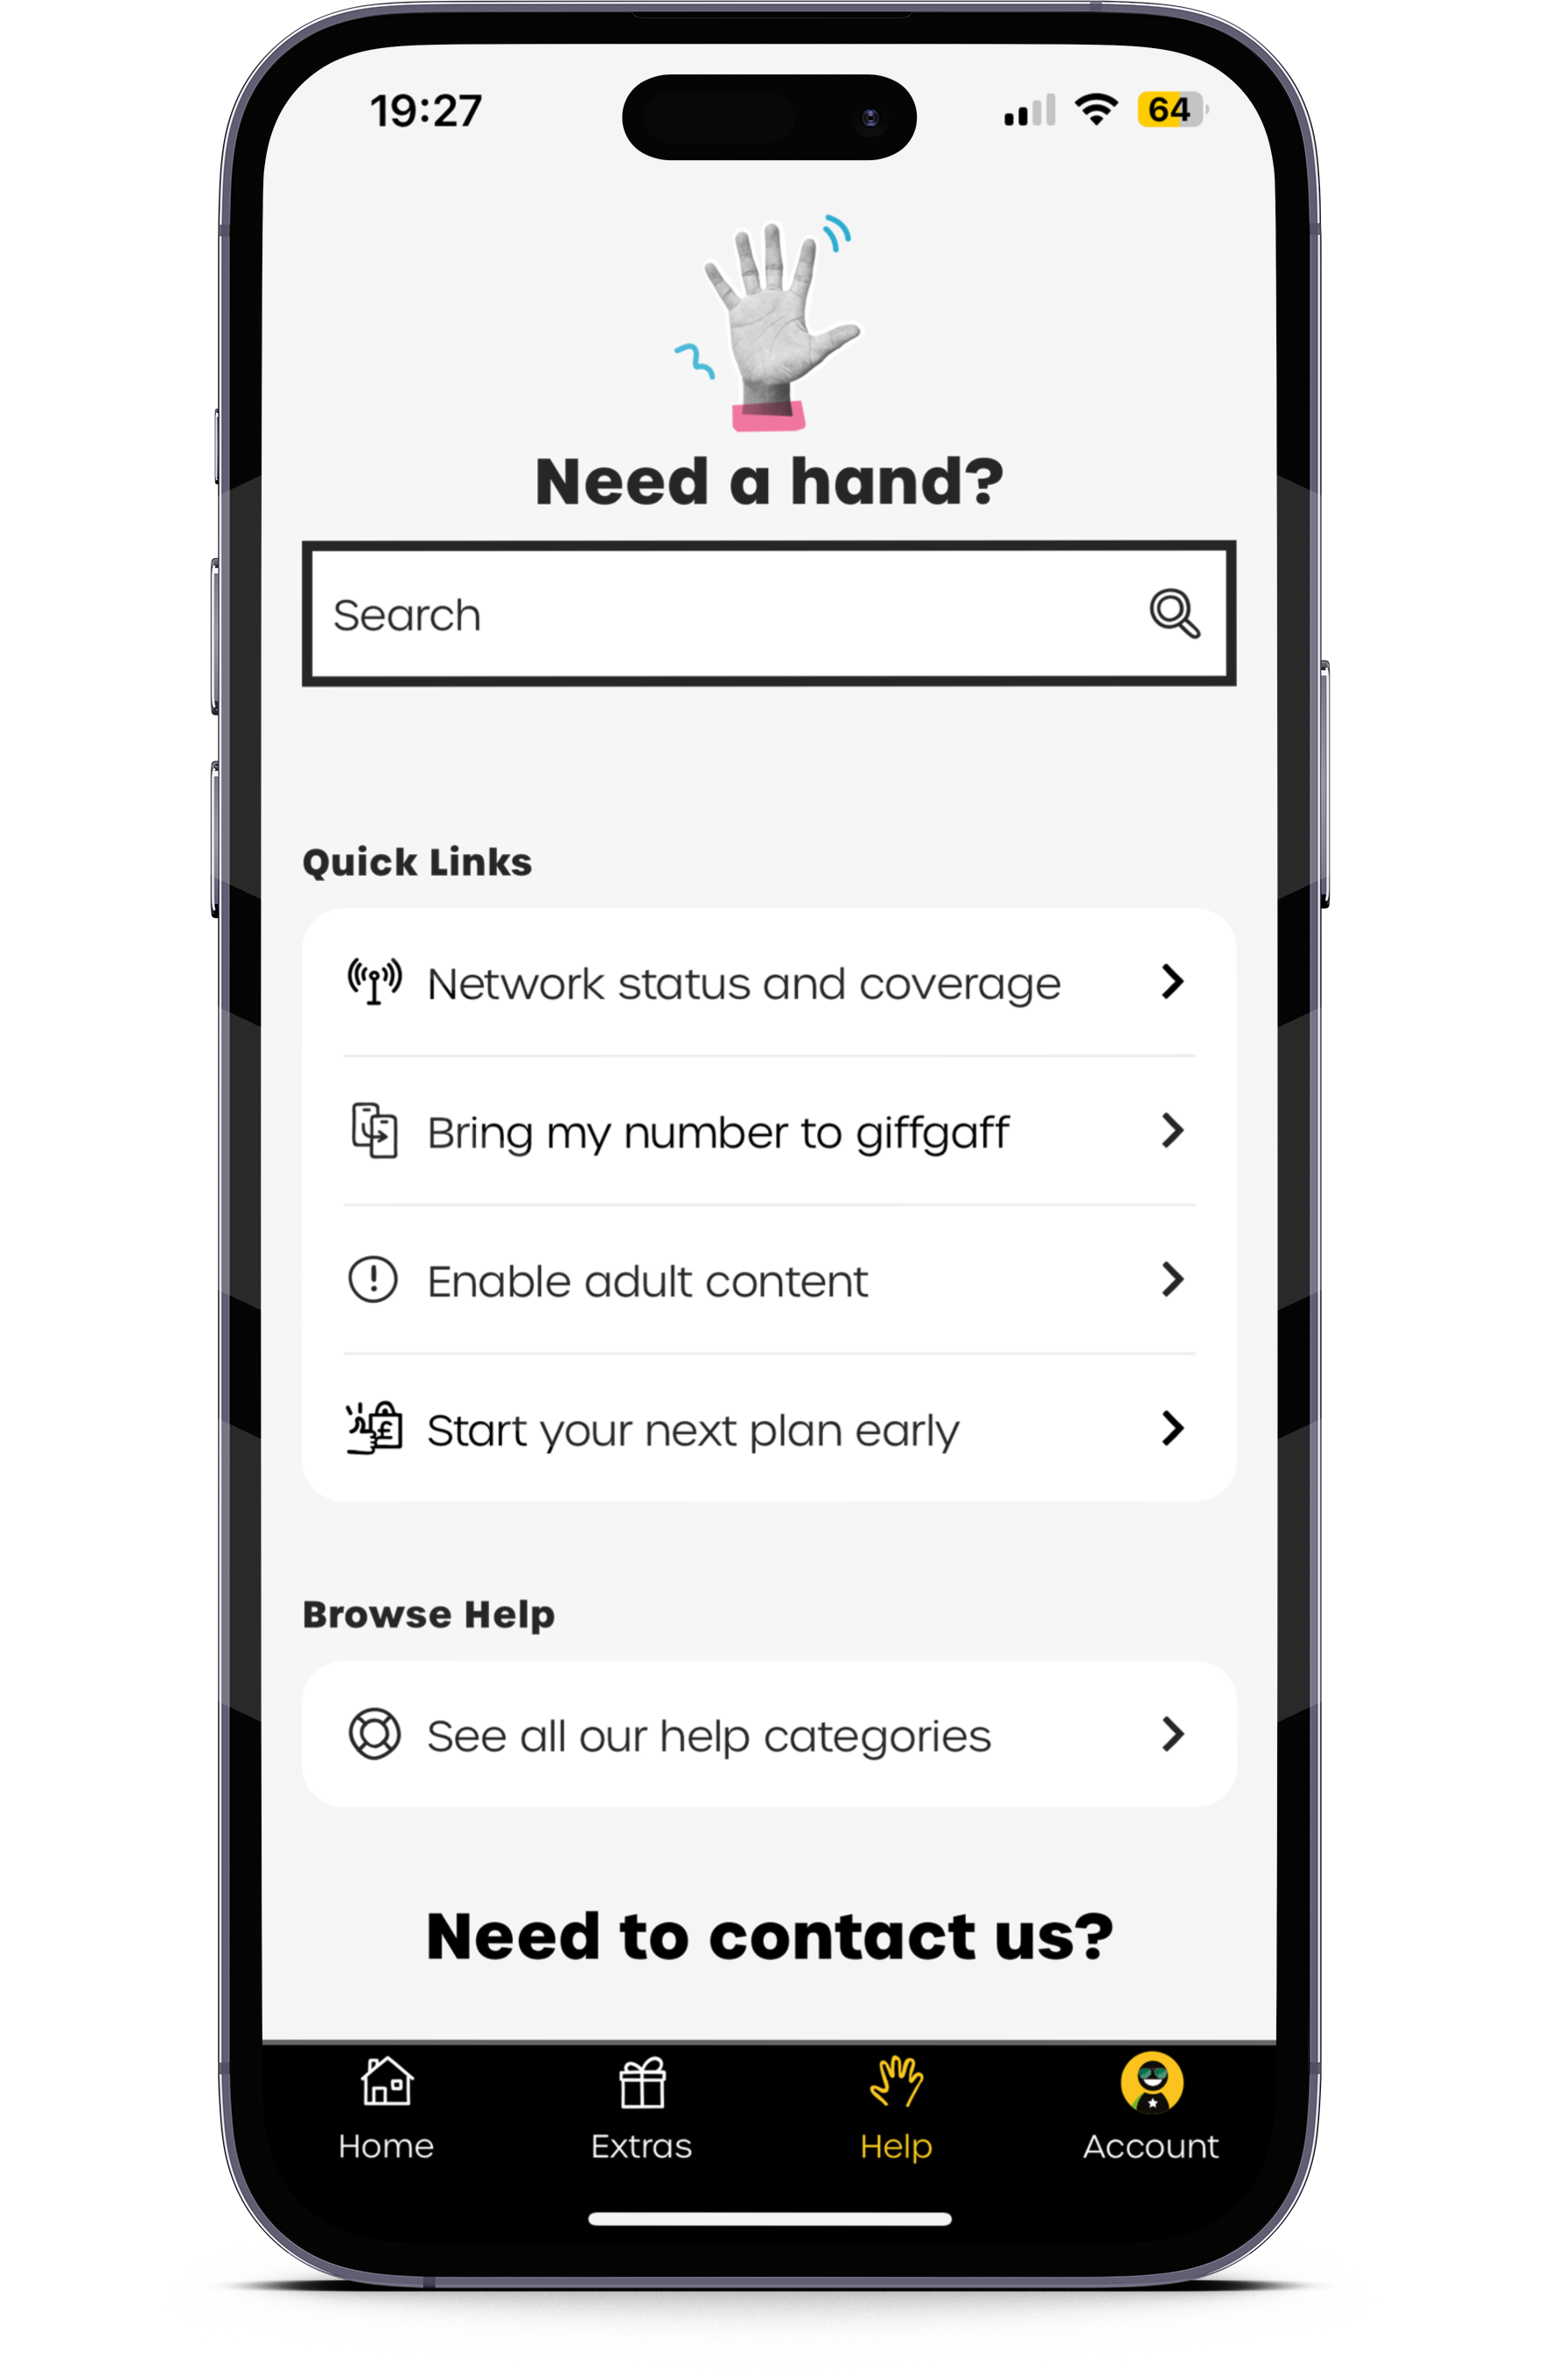 19:27
64
Need a hand?
Search
Quick Links
Network status and coverage
Bring my number to giffgaff
Enable adult content
£
Start your next plan early
Browse Help
See all our help categories
Need to contact us?
Home
Extras
Help
Account